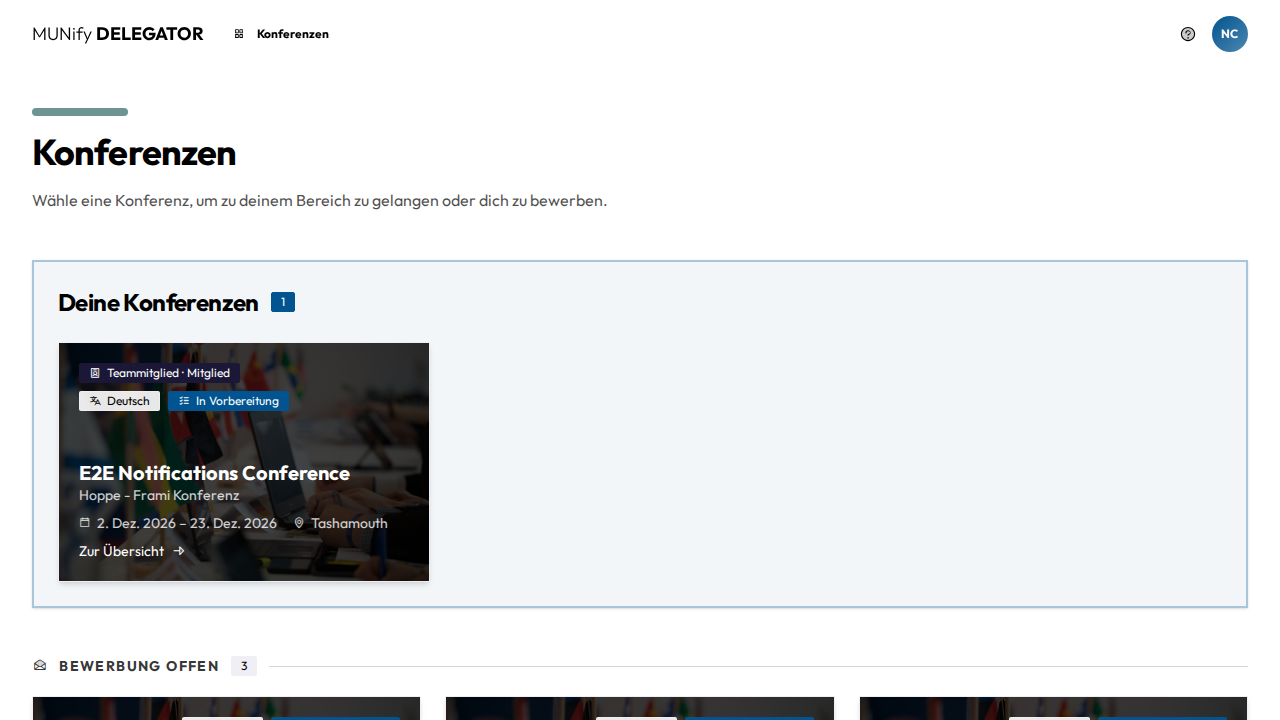 MUNify DELEGATOR
Konferenzen
NC
Konferenzen
Wähle eine Konferenz, um zu deinem Bereich zu gelangen oder dich zu bewerben.
Deine Konferenzen 1
Teammitglied · Mitglied
Deutsch
In Vorbereitung
E2E Notifications Conference
Hoppe - Frami Konferenz
2. Dez. 2026 – 23. Dez. 2026 Tashamouth
Zur Übersicht
BEWERBUNG OFFEN 3